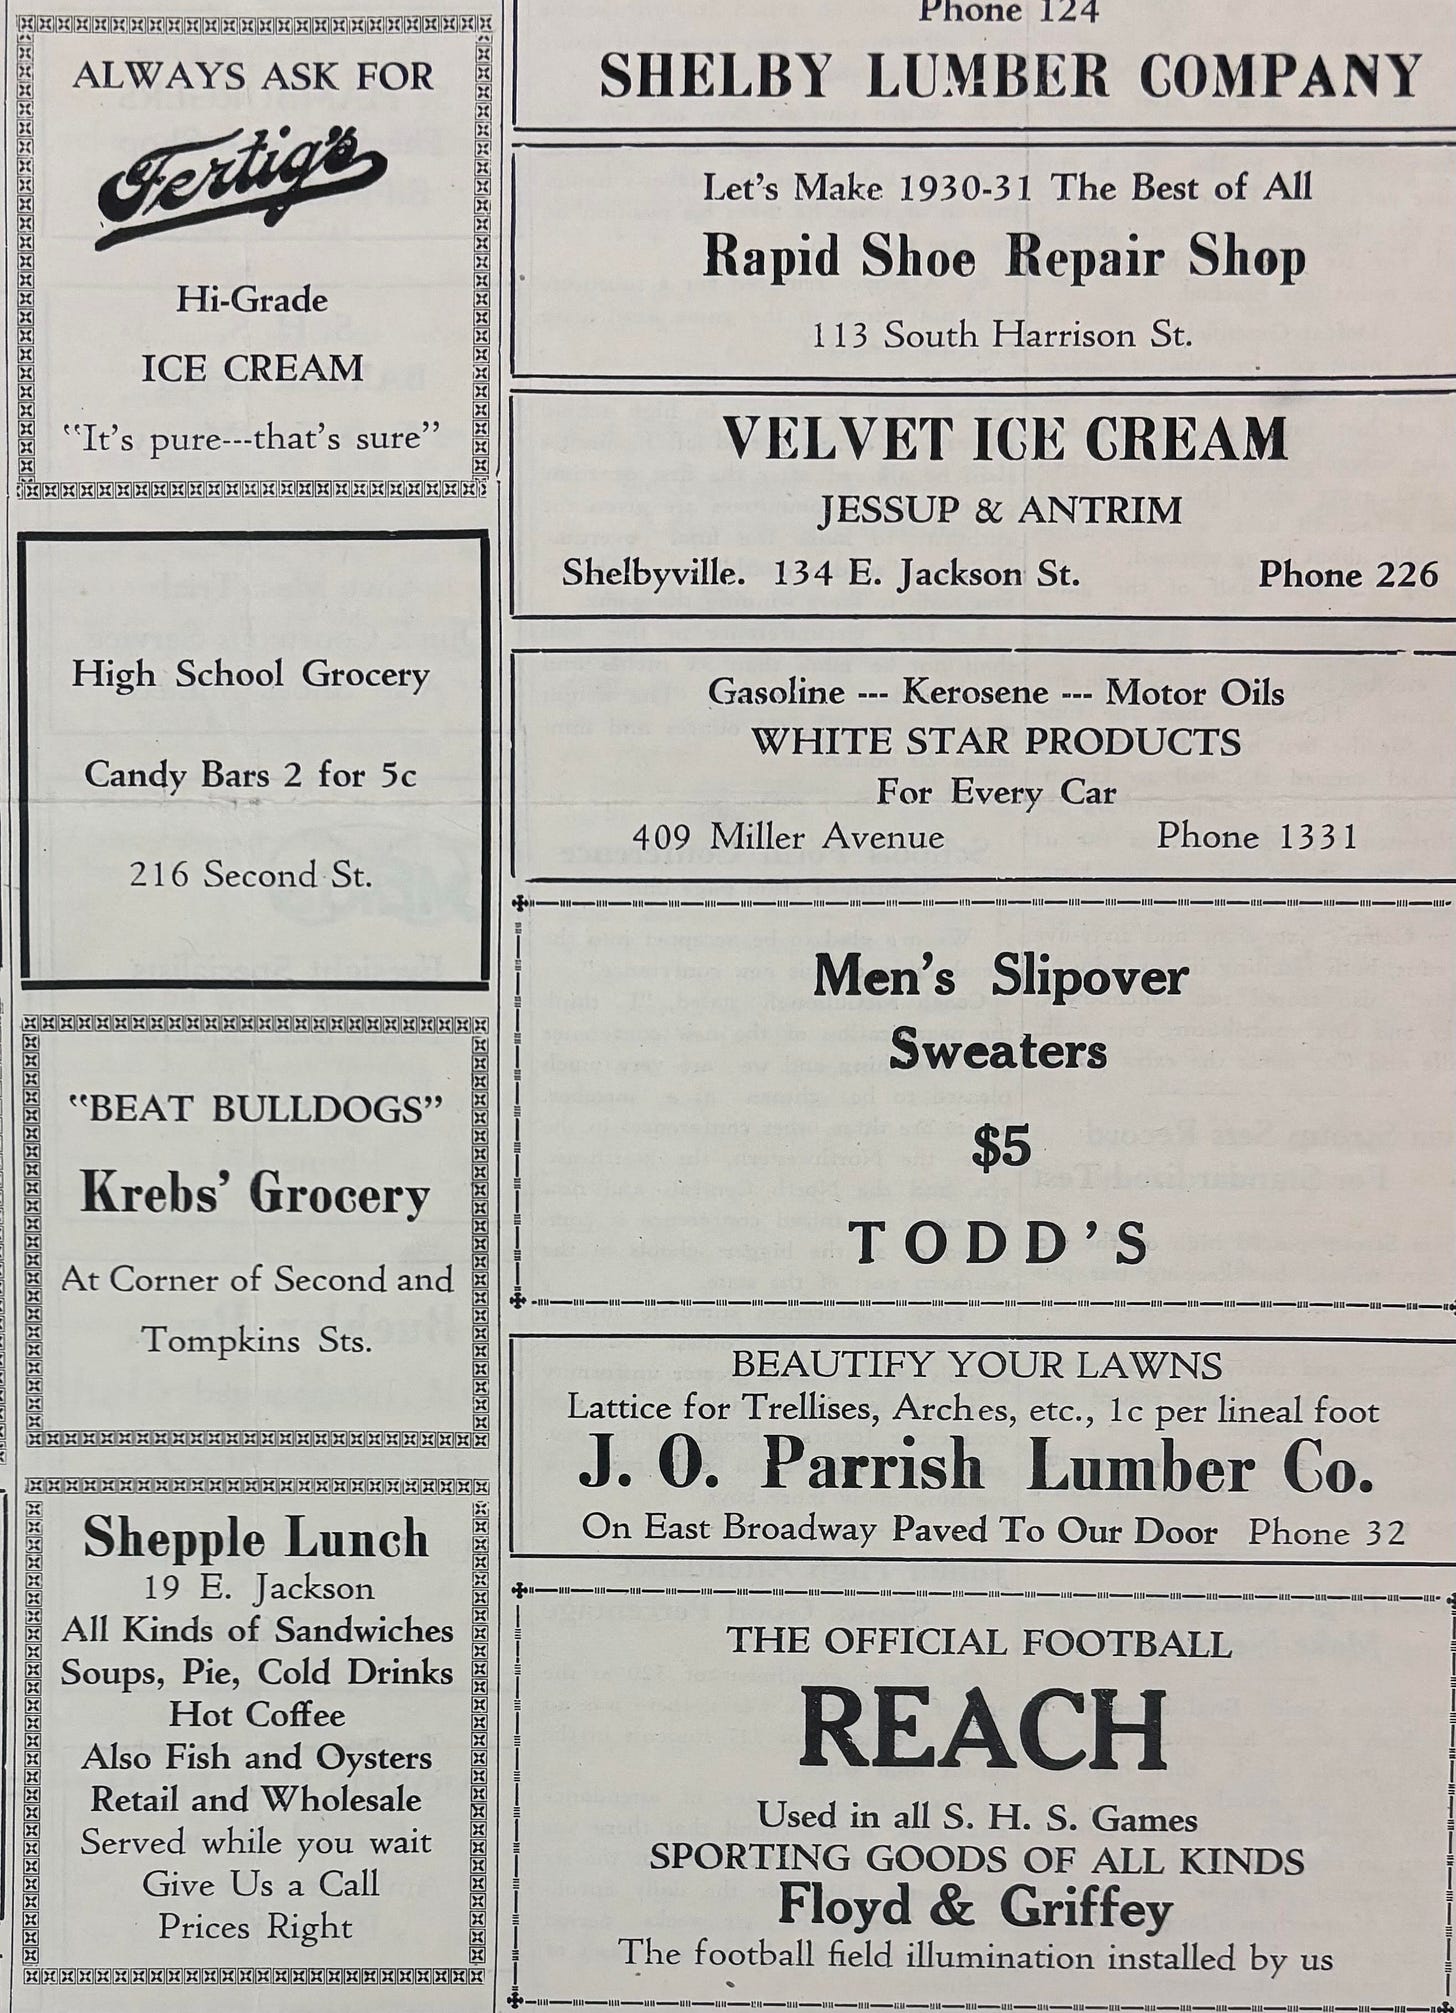 ALWAYS ASK FOR
Fertig's
Hi-Grade
ICE CREAM
"It's pure---that's sure"
High School Grocery
Candy Bars 2 for 5c
216 Second St.
"BEAT BULLDOGS"
Krebs' Grocery
At Corner of Second and
Tompkins Sts.
Shepple Lunch
19 E. Jackson
All Kinds of Sandwiches
Soups, Pie, Cold Drinks
Hot Coffee
Also Fish and Oysters
Retail and Wholesale
Served while you wait
Give Us a Call
Prices Right
Phone 124
SHELBY LUMBER COMPANY
Let's Make 1930-31 The Best of All
Rapid Shoe Repair Shop
113 South Harrison St.
VELVET ICE CREAM
JESSUP & ANTRIM
Shelbyville. 134 E. Jackson St. Phone 226
Gasoline --- Kerosene --- Motor Oils
WHITE STAR PRODUCTS
For Every Car
409 Miller Avenue Phone 1331
Men's Slipover
Sweaters
$5
TODD'S
BEAUTIFY YOUR LAWNS
Lattice for Trellises, Arches, etc., 1c per lineal foot
J. O. Parrish Lumber Co.
On East Broadway Paved To Our Door Phone 32
THE OFFICIAL FOOTBALL
REACH
Used in all S. H. S. Games
SPORTING GOODS OF ALL KINDS
Floyd & Griffey
The football field illumination installed by us